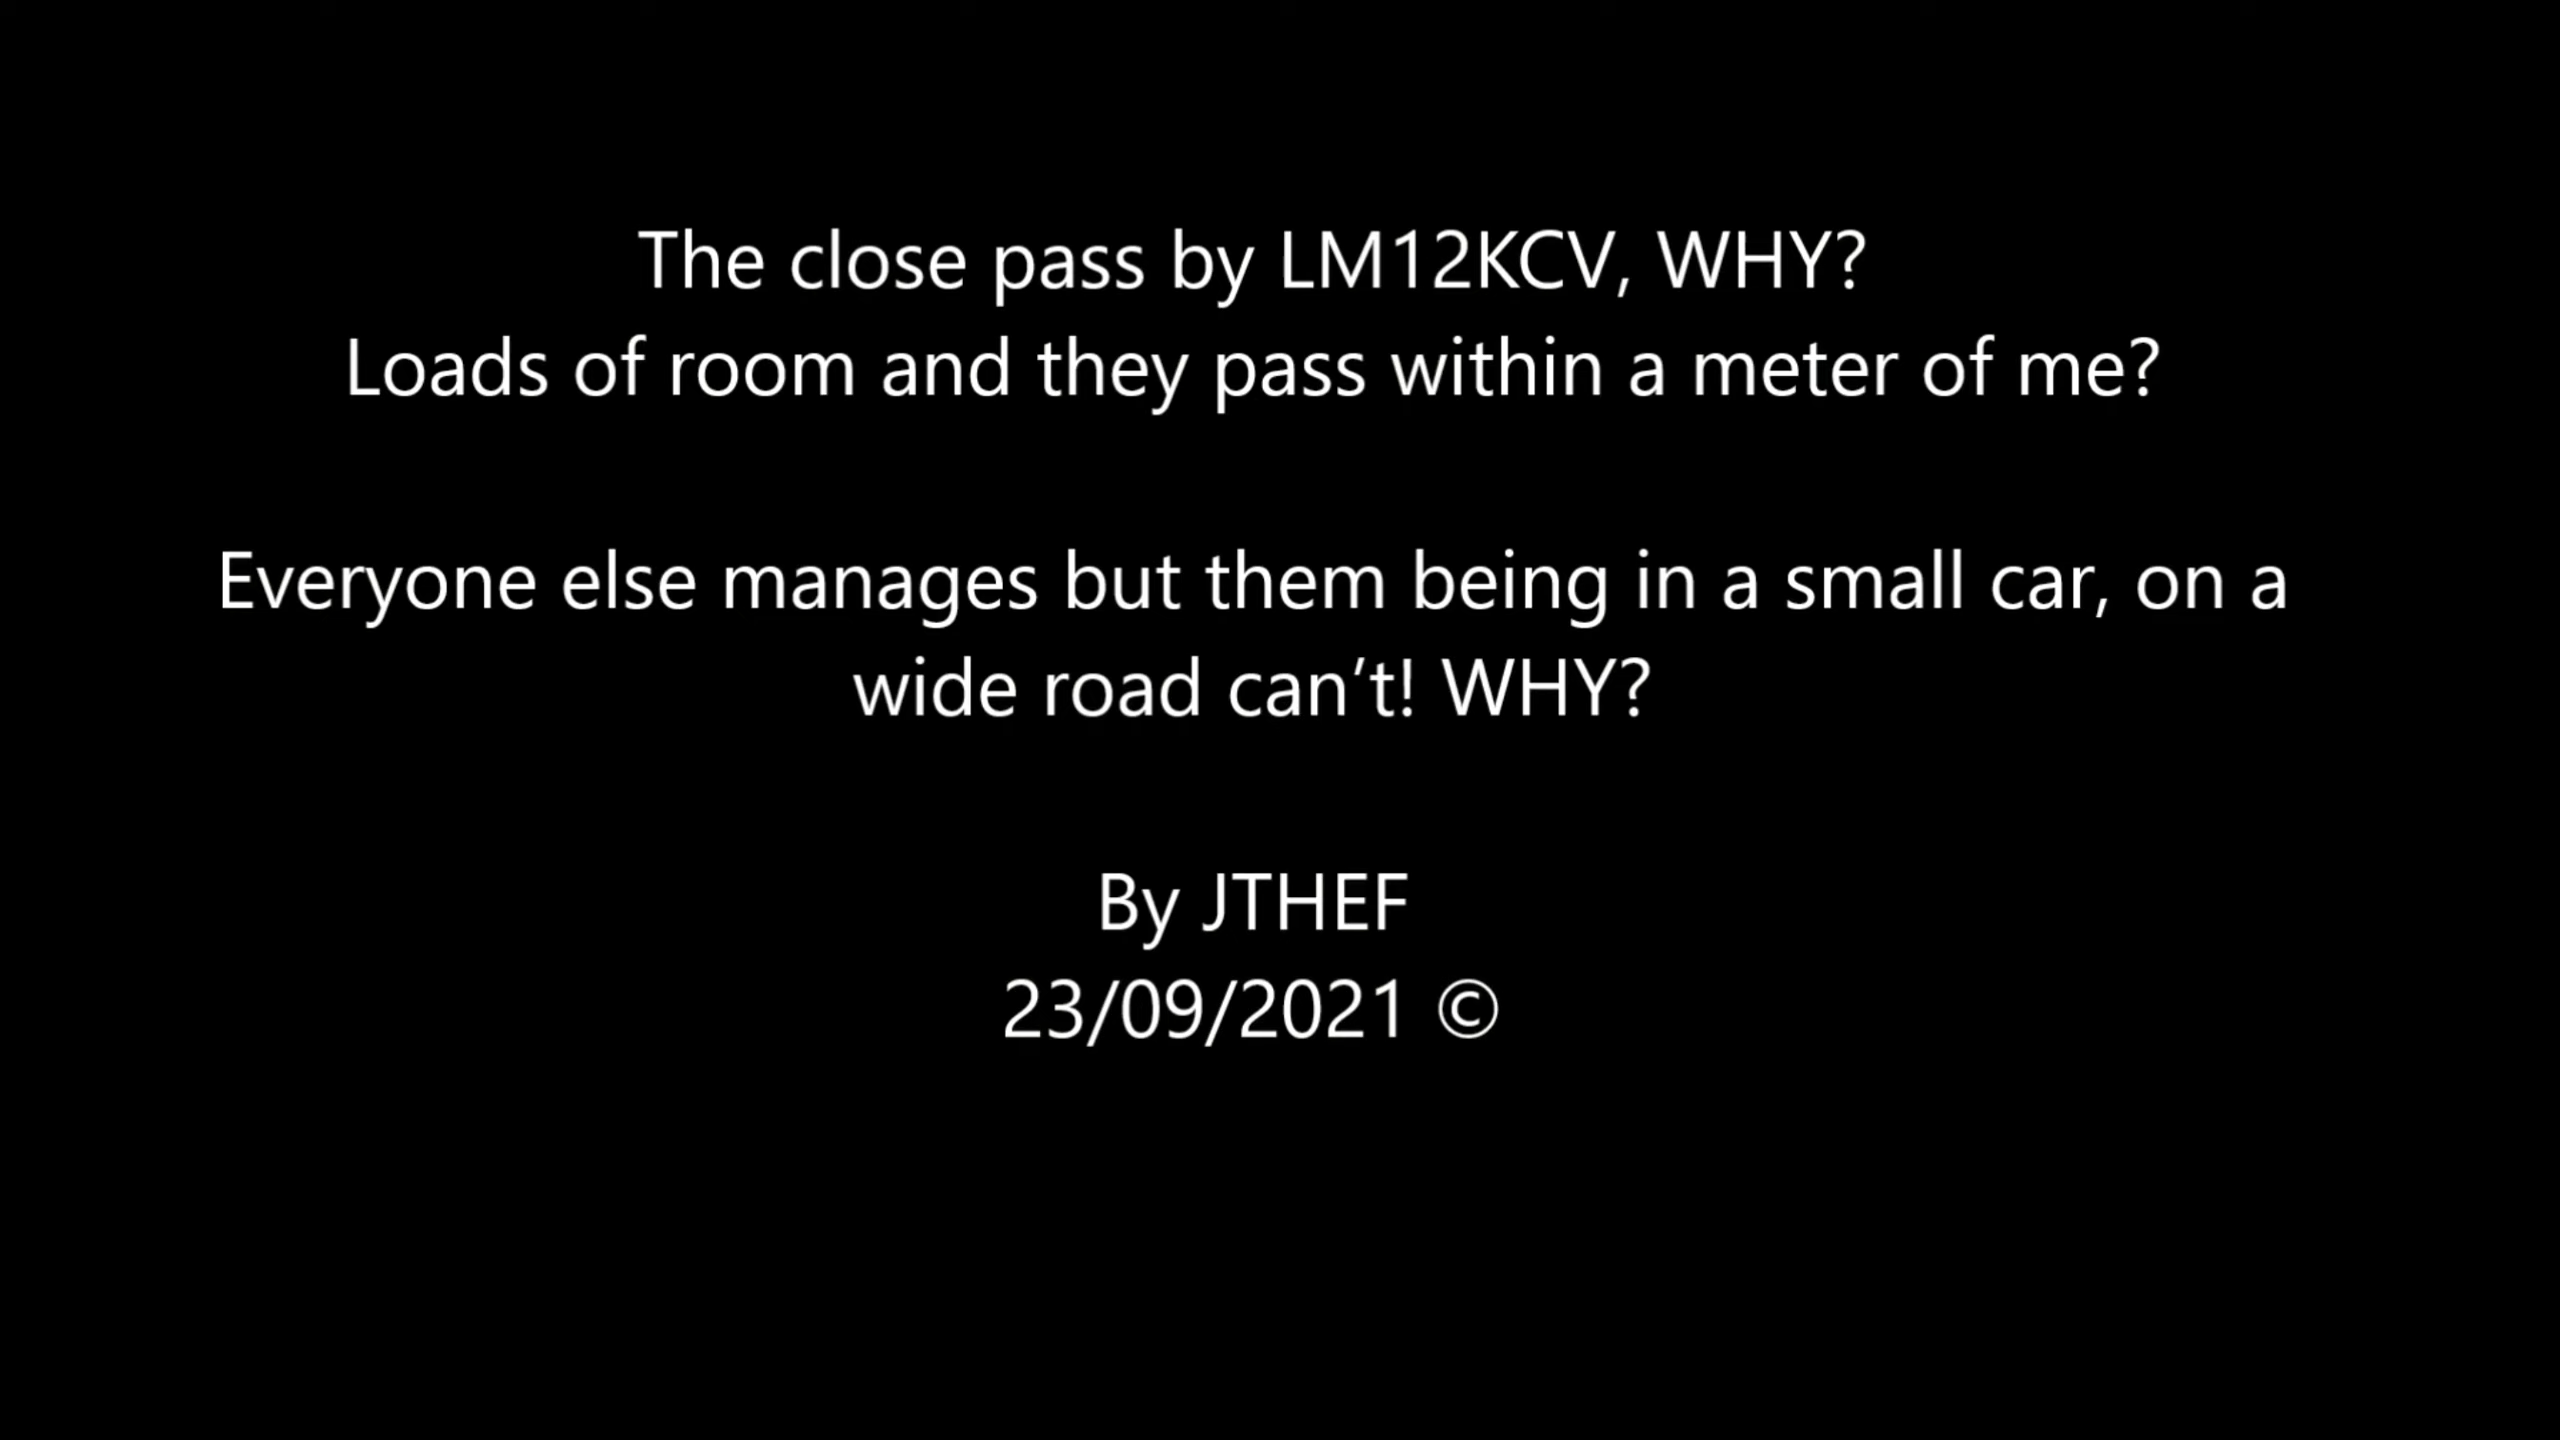 The close pass by LM12KCV, WHY?
Loads of room and they pass within a meter of me?
Everyone else manages but them being in a small car, on a
wide road can’t! WHY?
By JTHEF
23/09/2021 ©